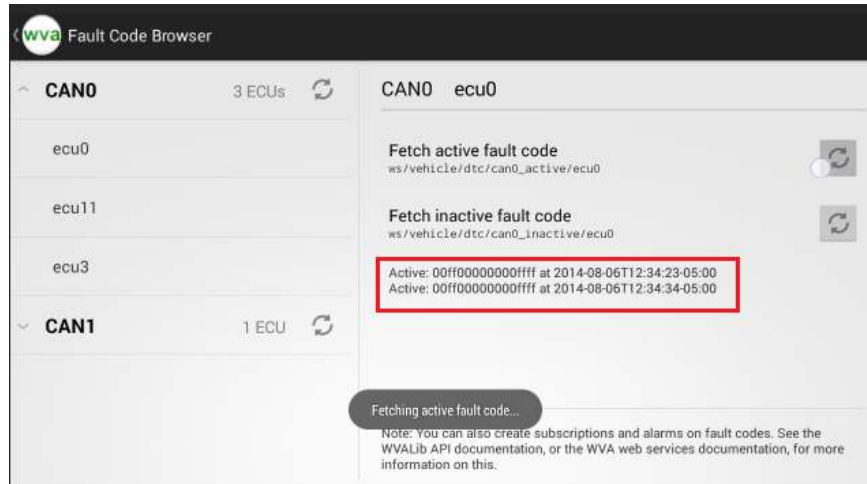 wva Fault Code Browser
CAN0 3 ECUs
ecu0
ecu11
ecu3
CAN1 1 ECU
CAN0 ecu0
Fetch active fault code
ws/vehicle/dtc/can0_active/ecu0
Fetch inactive fault code
ws/vehicle/dtc/can0_inactive/ecu0
Active: 00ff00000000ffff at 2014-08-06T12:34:23-05:00
Active: 00ff00000000ffff at 2014-08-06T12:34:34-05:00
Fetching active fault code...
Note: You can also create subscriptions and alarms on fault codes. See the
WVALib API documentation, or the WVA web services documentation, for more
information on this.